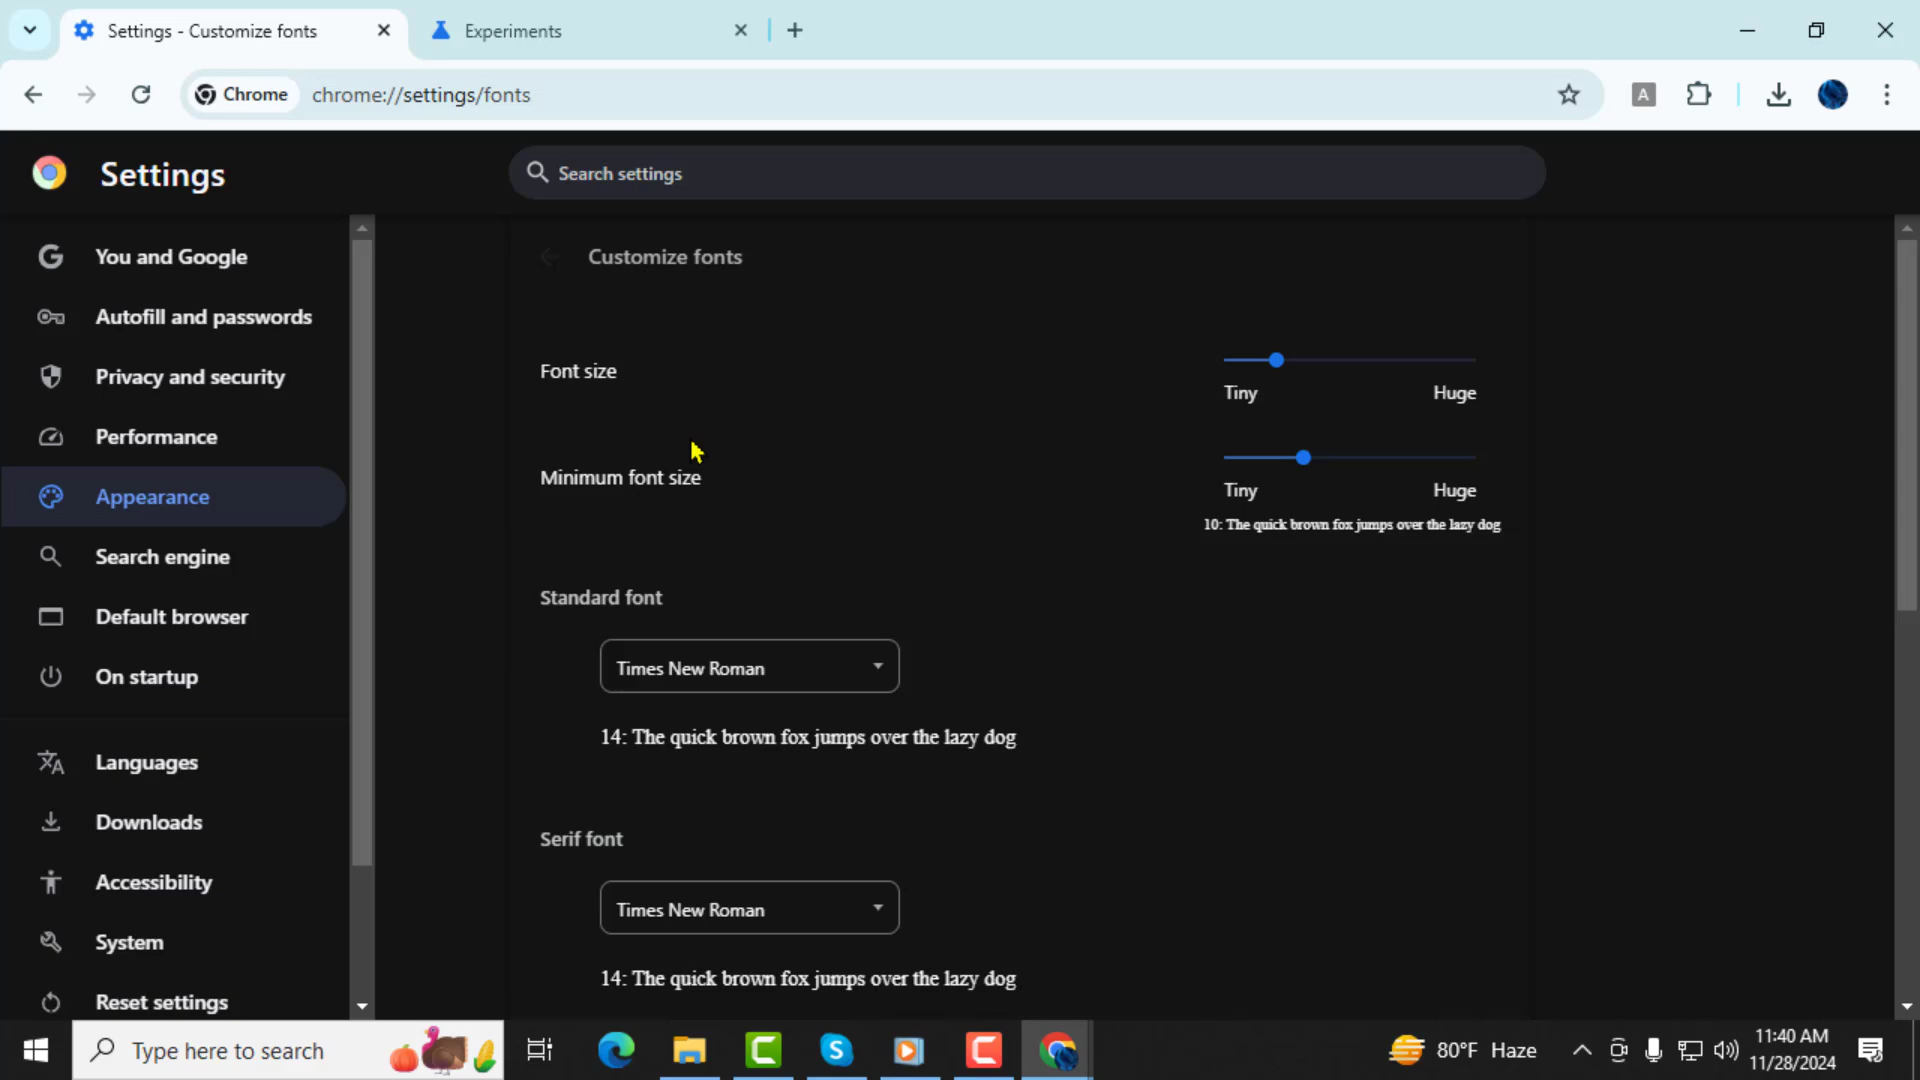 Settings - Customize fonts
Experiments
Chrome
chrome://settings/fonts
A
Settings
Search settings
You and Google
Autofill and passwords
Privacy and security
Performance
Appearance
Search engine
Default browser
On startup
Languages
Downloads
Accessibility
System
Reset settings
Customize fonts
Font size
Tiny Huge
Minimum font size
Tiny Huge
10: The quick brown fox jumps over the lazy dog
Standard font
Times New Roman
14: The quick brown fox jumps over the lazy dog
Serif font
Times New Roman
14: The quick brown fox jumps over the lazy dog
Type here to search
80°F Haze
11:40 AM
11/28/2024